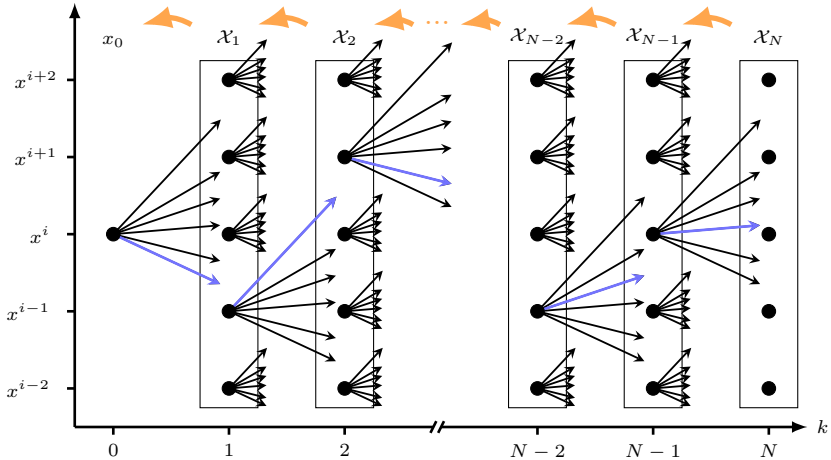 x_0 𝒳_1 𝒳_2 ... 𝒳_{N−2} 𝒳_{N−1} 𝒳_N
x^{i+2}
x^{i+1}
x^i
x^{i−1}
x^{i−2}
0 1 2 N−2 N−1 N k